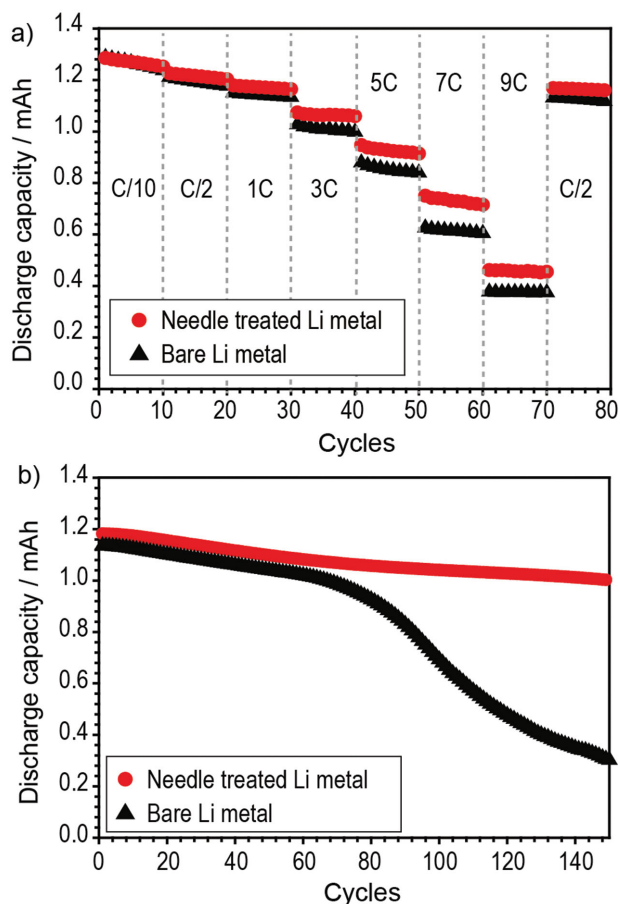 a)
Discharge capacity / mAh
1.4
1.2
1.0
0.8
0.6
0.4
0.2
0.0
5C 7C 9C
C/10 C/2 1C 3C C/2
Needle treated Li metal
Bare Li metal
0 10 20 30 40 50 60 70 80
Cycles
b)
Discharge capacity / mAh
1.4
1.2
1.0
0.8
0.6
0.4
0.2
0.0
Needle treated Li metal
Bare Li metal
0 20 40 60 80 100 120 140
Cycles